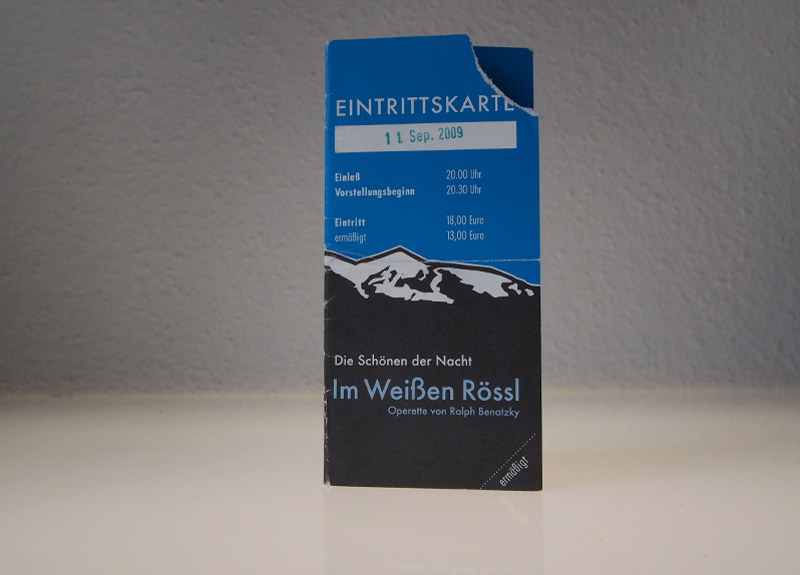 EINTRITTSKARTE
11. Sep. 2009
Einlaß 20.00 Uhr
Vorstellungsbeginn 20.30 Uhr
Eintritt 18,00 Euro
ermäßigt 13,00 Euro
Die Schönen der Nacht
Im Weißen Rössl
Operette von Ralph Benatzky
ermäßigt